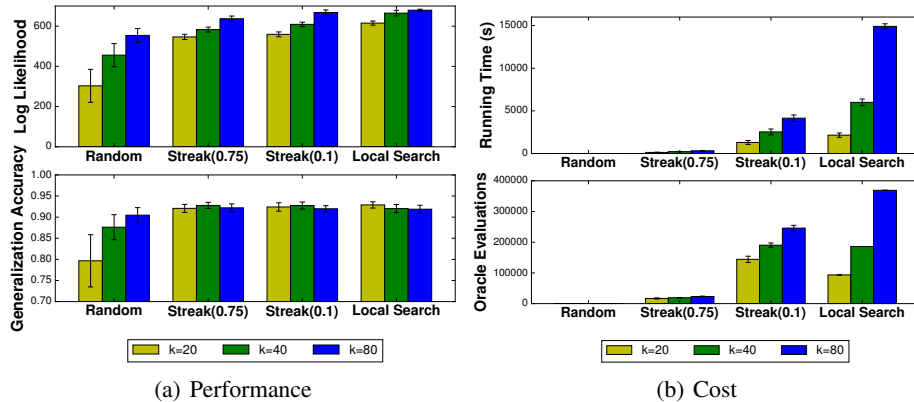 Log Likelihood
600
400
200
0
Random Streak(0.75) Streak(0.1) Local Search
Generalization Accuracy
1.00
0.95
0.90
0.85
0.80
0.75
0.70
Random Streak(0.75) Streak(0.1) Local Search
k=20 k=40 k=80
(a) Performance
Running Time (s)
15000
10000
5000
0
Random Streak(0.75) Streak(0.1) Local Search
Oracle Evaluations
400000
300000
200000
100000
0
Random Streak(0.75) Streak(0.1) Local Search
k=20 k=40 k=80
(b) Cost